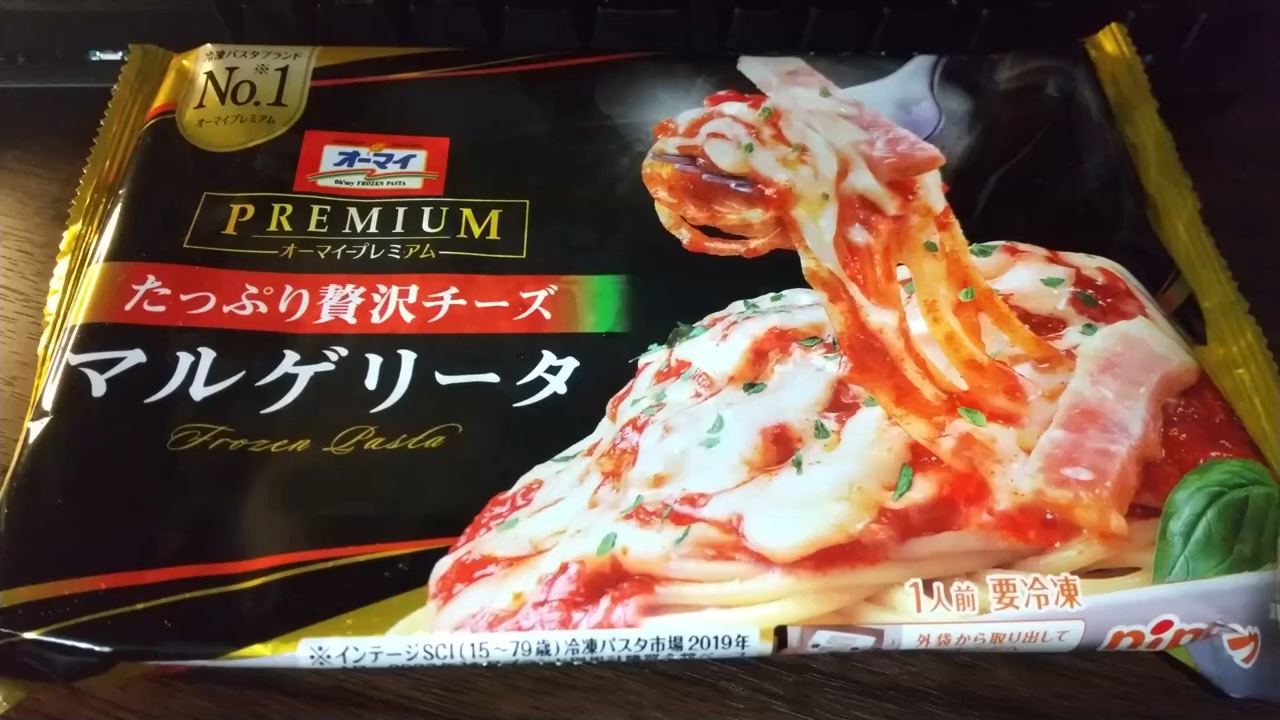 冷凍パスタブランド
No.1※
オーマイプレミアム
オーマイ
Oh'my FROZEN PASTA
PREMIUM
オーマイプレミアム
たっぷり贅沢チーズ
マルゲリータ
Frozen Pasta
1人前 要冷凍
外袋から取り出して
※インテージSCI(15～79歳)冷凍パスタ市場2019年